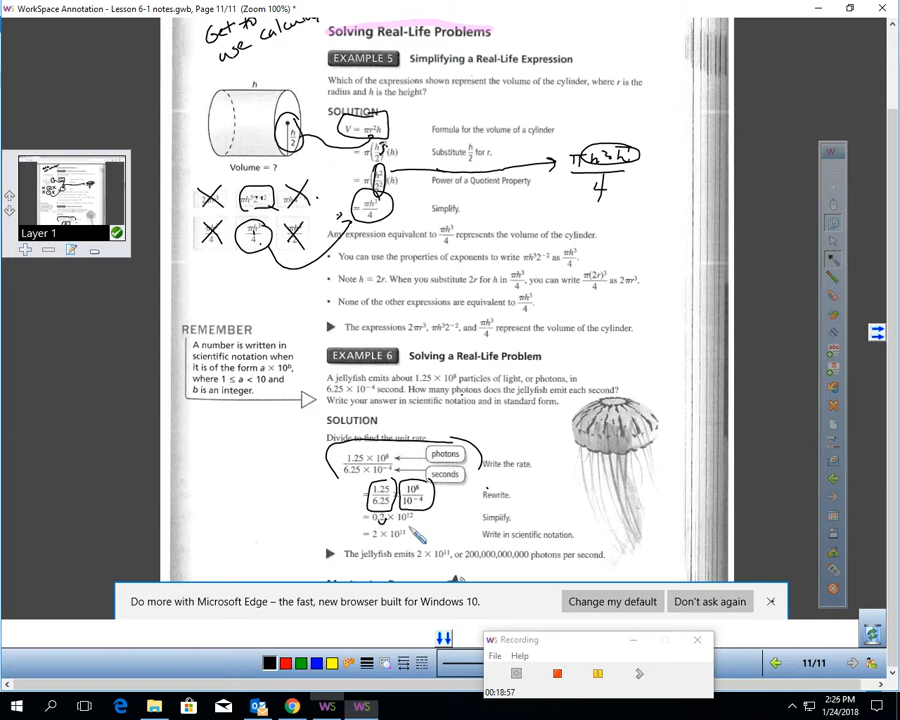 WorkSpace Annotation - Lesson 6-1 notes.gwb, Page 11/11 (Zoom 100%) *
Get to
use calcula
Solving Real-Life Problems
EXAMPLE 5 Simplifying a Real-Life Expression
Which of the expressions shown represent the volume of the cylinder, where r is the
radius and h is the height?
SOLUTION
V = πr²h Formula for the volume of a cylinder
= π(h/2)²(h) Substitute h/2 for r.
= π(h²/2²)(h) Power of a Quotient Property
= πh³/4 Simplify.
h
h/2
Volume = ?
πh³2⁻²
πh³/4
π h² h¹
4
Any expression equivalent to πh³/4 represents the volume of the cylinder.
• You can use the properties of exponents to write πh³2⁻² as πh³/4.
• Note h = 2r. When you substitute 2r for h in πh³/4, you can write π(2r)³/4 as 2πr³.
• None of the other expressions are equivalent to πh³/4.
The expressions 2πr³, πh³2⁻², and πh³/4 represent the volume of the cylinder.
REMEMBER
A number is written in
scientific notation when
it is of the form a × 10ᵇ,
where 1 ≤ a < 10 and
b is an integer.
EXAMPLE 6 Solving a Real-Life Problem
A jellyfish emits about 1.25 × 10⁸ particles of light, or photons, in
6.25 × 10⁻⁴ second. How many photons does the jellyfish emit each second?
Write your answer in scientific notation and in standard form.
SOLUTION
Divide to find the unit rate.
1.25 × 10⁸ photons
6.25 × 10⁻⁴ seconds Write the rate.
= 1.25/6.25 × 10⁸/10⁻⁴ Rewrite.
= 0.2 × 10¹² Simplify.
= 2 × 10¹¹ Write in scientific notation.
The jellyfish emits 2 × 10¹¹, or 200,000,000,000 photons per second.
Layer 1
Do more with Microsoft Edge – the fast, new browser built for Windows 10. Change my default Don't ask again
Recording
File Help
00:18:57
11/11
2:25 PM
1/24/2018